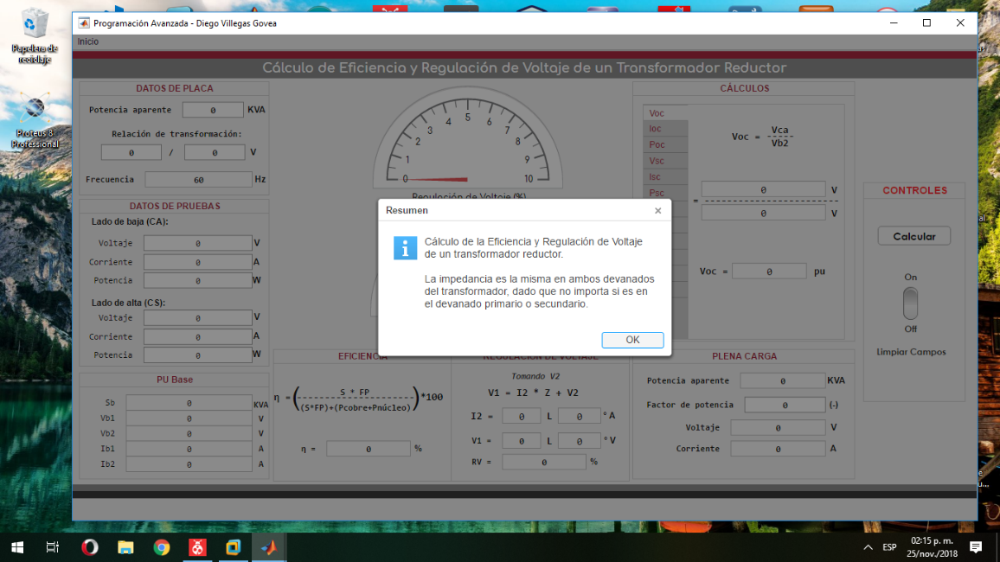 Papelera de
reciclaje
Proteus 8
Professional
Programación Avanzada - Diego Villegas Govea
Inicio
Cálculo de Eficiencia y Regulación de Voltaje de un Transformador Reductor
DATOS DE PLACA
Potencia aparente 0 KVA
Relación de transformación:
0 / 0 V
Frecuencia 60 Hz
DATOS DE PRUEBAS
Lado de baja (CA):
Voltaje 0 V
Corriente 0 A
Potencia 0 W
Lado de alta (CS):
Voltaje 0 V
Corriente 0 A
Potencia 0 W
PU Base
Sb 0 KVA
Vb1 0 V
Vb2 0 V
Ib1 0 A
Ib2 0 A
0 1 2 3 4 5 6 7 8 9 10
Regulación de Voltaje (%)
Resumen
Cálculo de la Eficiencia y Regulación de Voltaje
de un transformador reductor.
La impedancia es la misma en ambos devanados
del transformador, dado que no importa si es en
el devanado primario o secundario.
OK
EFICIENCIA
η = ( S * FP / (S*FP)+(Pcobre+Pnúcleo) ) *100
η = 0 %
REGULACIÓN DE VOLTAJE
Tomando V2
V1 = I2 * Z + V2
I2 = 0 L 0 ° A
V1 = 0 L 0 ° V
RV = 0 %
CÁLCULOS
Voc
Ioc
Poc
Vsc
Isc
Psc
Voc = Vca
Vb2
= 0 V
0 V
Voc = 0 pu
PLENA CARGA
Potencia aparente 0 KVA
Factor de potencia 0 (-)
Voltaje 0 V
Corriente 0 A
CONTROLES
Calcular
On
Off
Limpiar Campos
ESP
02:15 p. m.
25/nov./2018